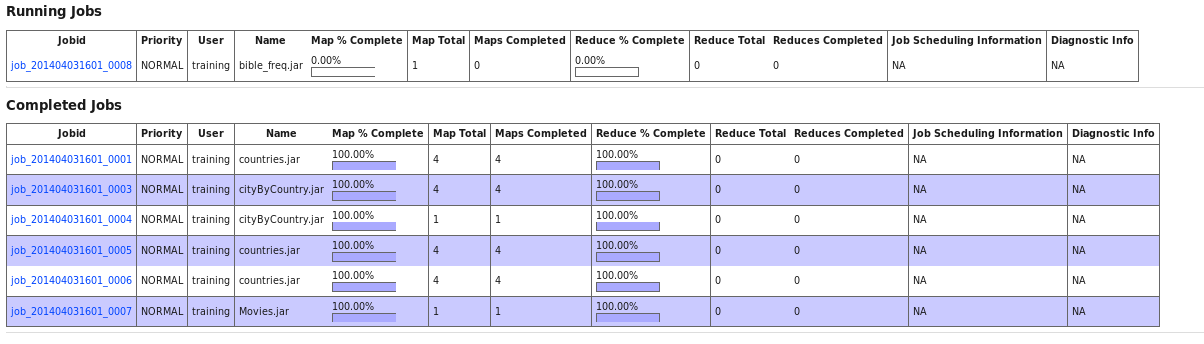 Running Jobs
Jobid Priority User Name Map % Complete Map Total Maps Completed Reduce % Complete Reduce Total Reduces Completed Job Scheduling Information Diagnostic Info
job_201404031601_0008 NORMAL training bible_freq.jar 0.00% 1 0 0.00% 0 0 NA NA
Completed Jobs
Jobid Priority User Name Map % Complete Map Total Maps Completed Reduce % Complete Reduce Total Reduces Completed Job Scheduling Information Diagnostic Info
job_201404031601_0001 NORMAL training countries.jar 100.00% 4 4 100.00% 0 0 NA NA
job_201404031601_0003 NORMAL training cityByCountry.jar 100.00% 4 4 100.00% 0 0 NA NA
job_201404031601_0004 NORMAL training cityByCountry.jar 100.00% 1 1 100.00% 0 0 NA NA
job_201404031601_0005 NORMAL training countries.jar 100.00% 4 4 100.00% 0 0 NA NA
job_201404031601_0006 NORMAL training countries.jar 100.00% 4 4 100.00% 0 0 NA NA
job_201404031601_0007 NORMAL training Movies.jar 100.00% 1 1 100.00% 0 0 NA NA